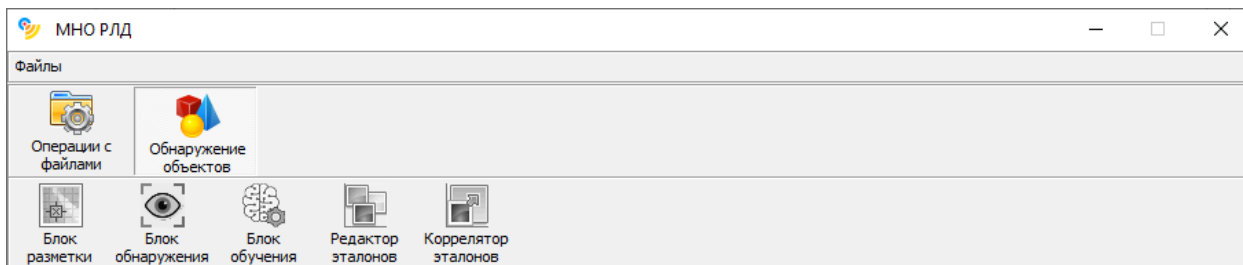 МНО РЛД
Файлы
Операции с
файлами
Обнаружение
объектов
Блок
разметки
Блок
обнаружения
Блок
обучения
Редактор
эталонов
Коррелятор
эталонов